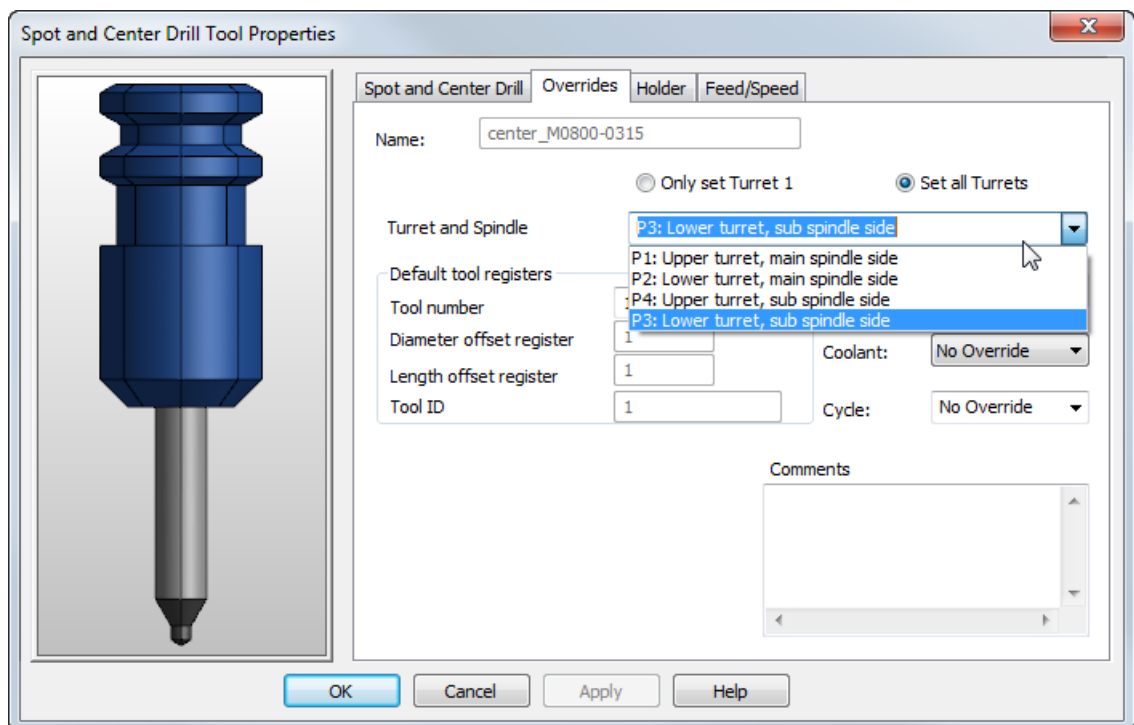 Spot and Center Drill Tool Properties
Spot and Center Drill Overrides Holder Feed/Speed
Name: center_M0800-0315
Only set Turret 1 Set all Turrets
Turret and Spindle P3: Lower turret, sub spindle side
P1: Upper turret, main spindle side
Default tool registers
P2: Lower turret, main spindle side
P4: Upper turret, sub spindle side
Tool number
P3: Lower turret, sub spindle side
Diameter offset register 1
Coolant: No Override
Length offset register 1
Tool ID 1
Cycle: No Override
Comments
OK Cancel Apply Help